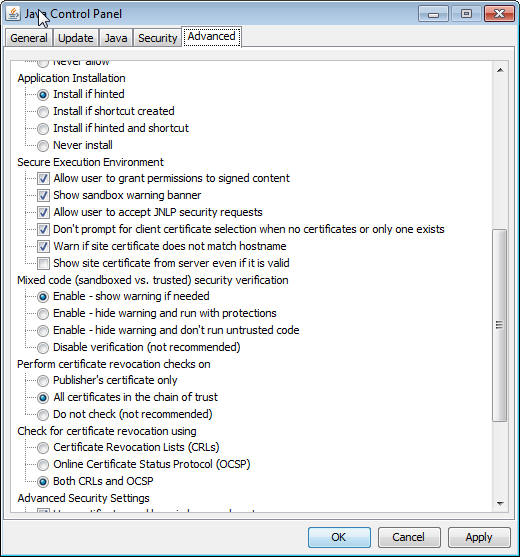 Java Control Panel
General
Update
Java
Security
Advanced
Never allow
Application Installation
Install if hinted
Install if shortcut created
Install if hinted and shortcut
Never install
Secure Execution Environment
Allow user to grant permissions to signed content
Show sandbox warning banner
Allow user to accept JNLP security requests
Don't prompt for client certificate selection when no certificates or only one exists
Warn if site certificate does not match hostname
Show site certificate from server even if it is valid
Mixed code (sandboxed vs. trusted) security verification
Enable - show warning if needed
Enable - hide warning and run with protections
Enable - hide warning and don't run untrusted code
Disable verification (not recommended)
Perform certificate revocation checks on
Publisher's certificate only
All certificates in the chain of trust
Do not check (not recommended)
Check for certificate revocation using
Certificate Revocation Lists (CRLs)
Online Certificate Status Protocol (OCSP)
Both CRLs and OCSP
Advanced Security Settings
OK
Cancel
Apply